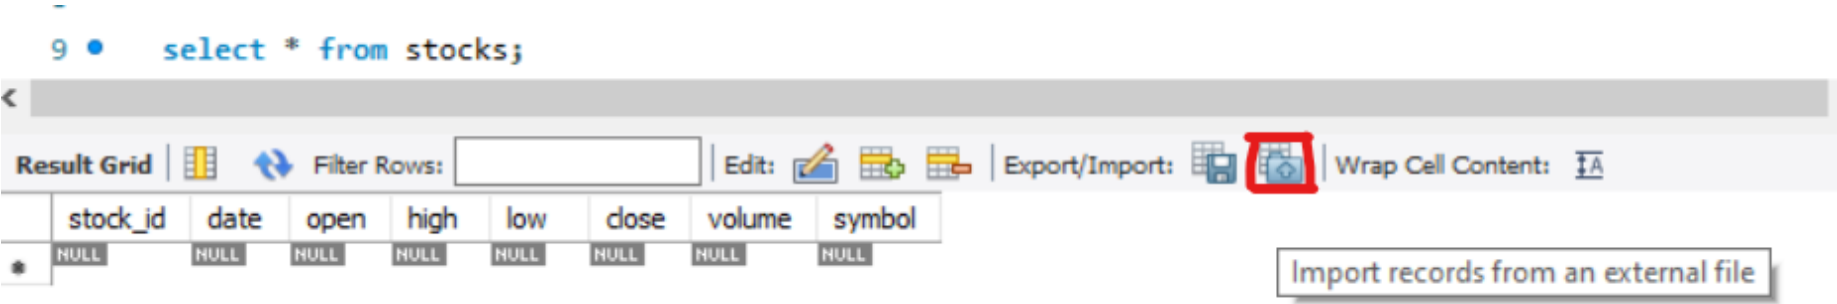 9 select * from stocks;
Result Grid Filter Rows: Edit: Export/Import: Wrap Cell Content: A
stock_id date open high low close volume symbol
* NULL NULL NULL NULL NULL NULL NULL NULL
Import records from an external file